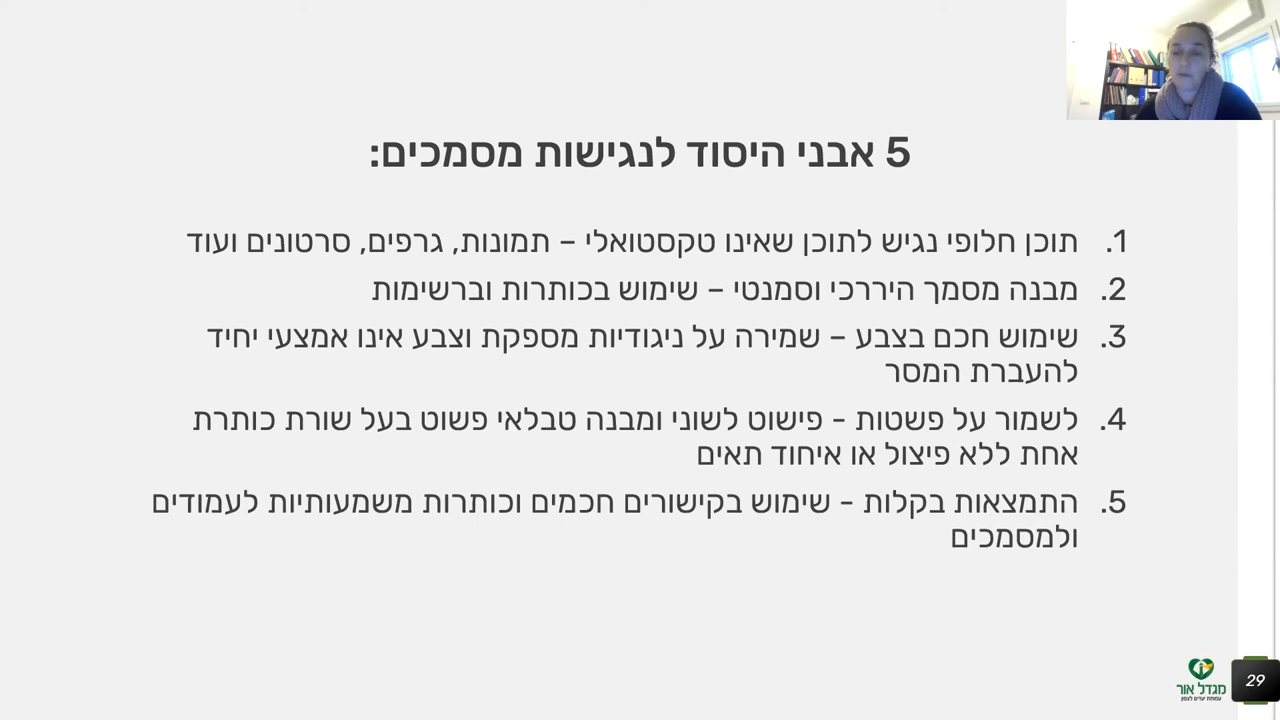 5 אבני היסוד לנגישות מסמכים:
1. תוכן חלופי נגיש לתוכן שאינו טקסטואלי – תמונות, גרפים, סרטונים ועוד
2. מבנה מסמך היררכי וסמנטי – שימוש בכותרות וברשימות
3. שימוש חכם בצבע – שמירה על ניגודיות מספקת וצבע אינו אמצעי יחיד
להעברת המסר
4. לשמור על פשטות - פישוט לשוני ומבנה טבלאי פשוט בעל שורת כותרת
אחת ללא פיצול או איחוד תאים
5. התמצאות בקלות - שימוש בקישורים חכמים וכותרות משמעותיות לעמודים
ולמסמכים
מגדל אור
עמותת יעדים לצפון
29